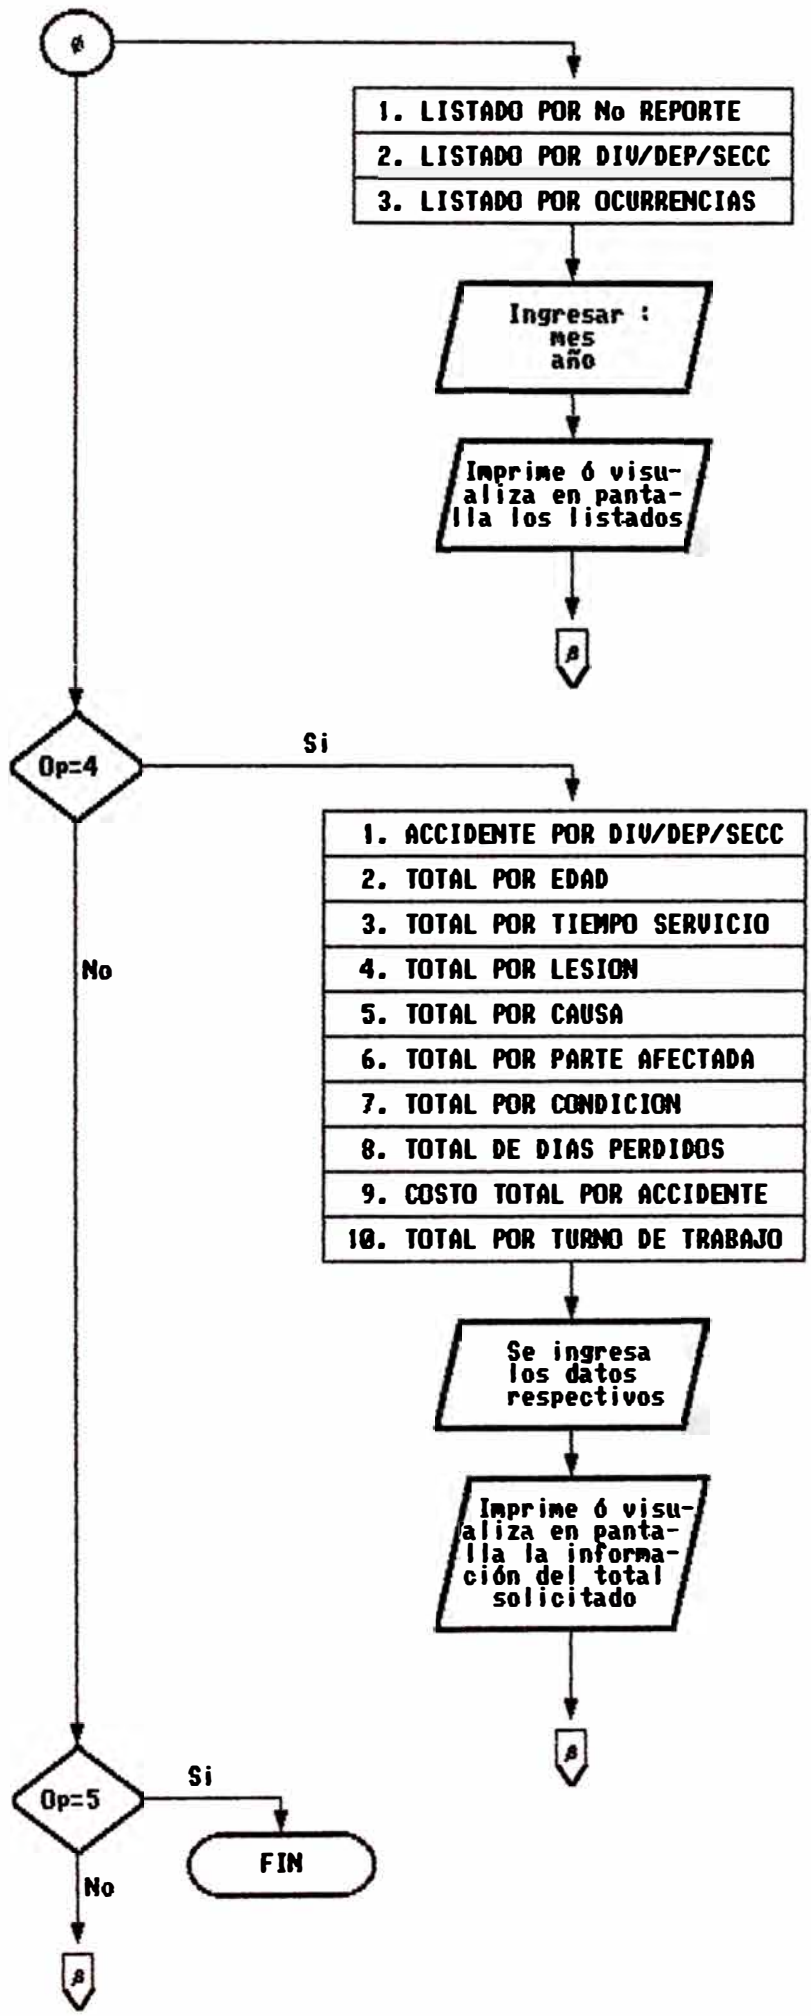 ø
1. LISTADO POR No REPORTE
2. LISTADO POR DIV/DEP/SECC
3. LISTADO POR OCURRENCIAS
Ingresar :
mes
año
Imprime ó visu-
aliza en panta-
lla los listados
β
Op=4
Si
No
1. ACCIDENTE POR DIV/DEP/SECC
2. TOTAL POR EDAD
3. TOTAL POR TIEMPO SERVICIO
4. TOTAL POR LESION
5. TOTAL POR CAUSA
6. TOTAL POR PARTE AFECTADA
7. TOTAL POR CONDICION
8. TOTAL DE DIAS PERDIDOS
9. COSTO TOTAL POR ACCIDENTE
10. TOTAL POR TURNO DE TRABAJO
Se ingresa
los datos
respectivos
Imprime ó visu-
aliza en panta-
lla la informa-
ción del total
solicitado
β
Op=5
Si
FIN
No
β